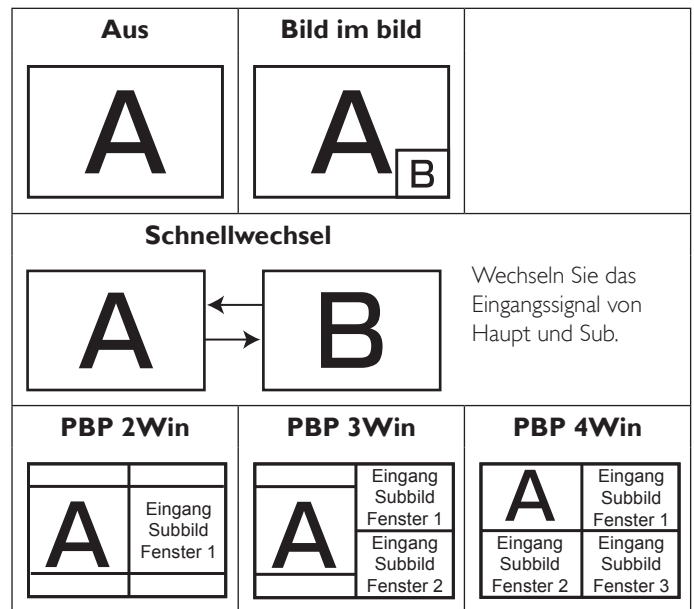 Aus
Bild im bild
A
A
B
Schnellwechsel
A
B
Wechseln Sie das
Eingangssignal von
Haupt und Sub.
PBP 2Win
PBP 3Win
PBP 4Win
A
Eingang
Subbild
Fenster 1
A
Eingang
Subbild
Fenster 1
Eingang
Subbild
Fenster 2
A
Eingang
Subbild
Fenster 1
Eingang
Subbild
Fenster 2
Eingang
Subbild
Fenster 3